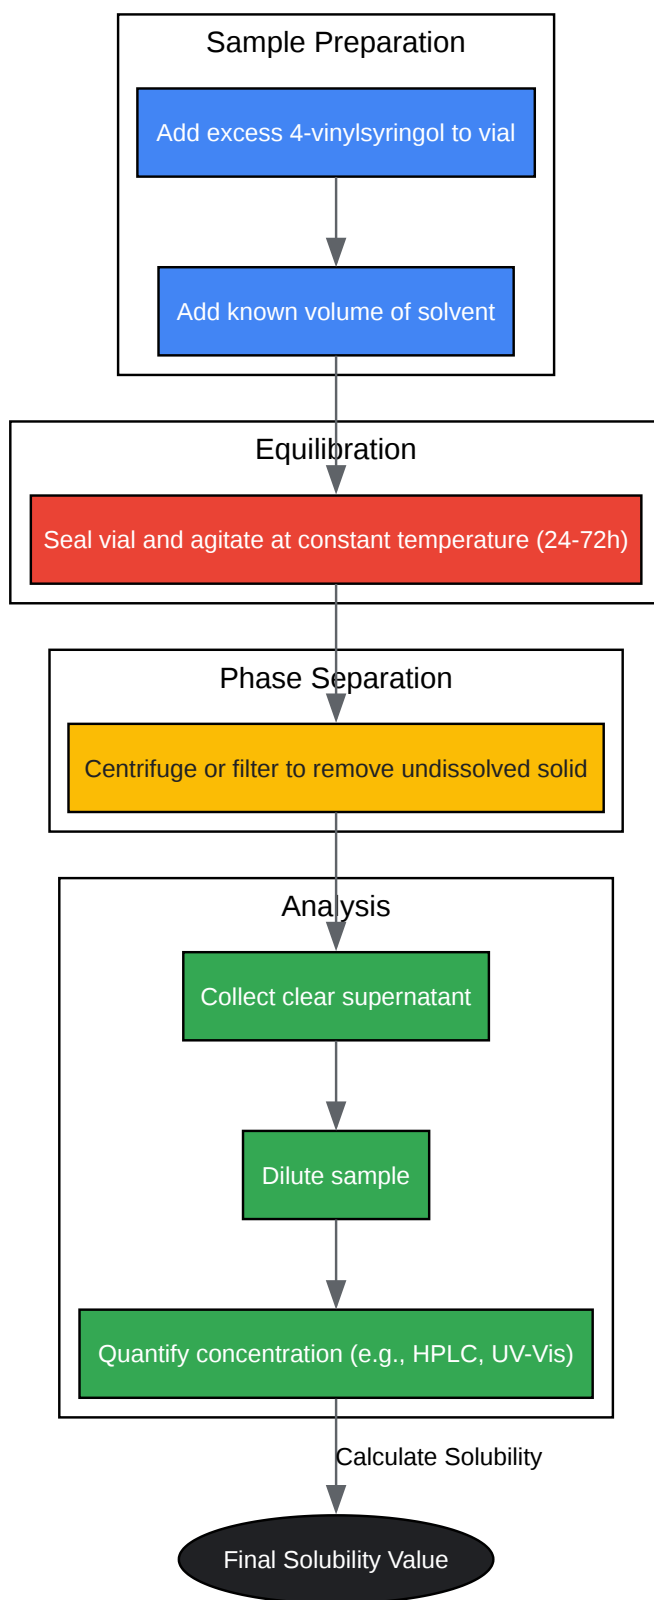 Sample Preparation
Add excess 4-vinylsyringol to vial
Add known volume of solvent
Equilibration
Seal vial and agitate at constant temperature (24-72h)
Phase Separation
Centrifuge or filter to remove undissolved solid
Analysis
Collect clear supernatant
Dilute sample
Quantify concentration (e.g., HPLC, UV-Vis)
Calculate Solubility
Final Solubility Value